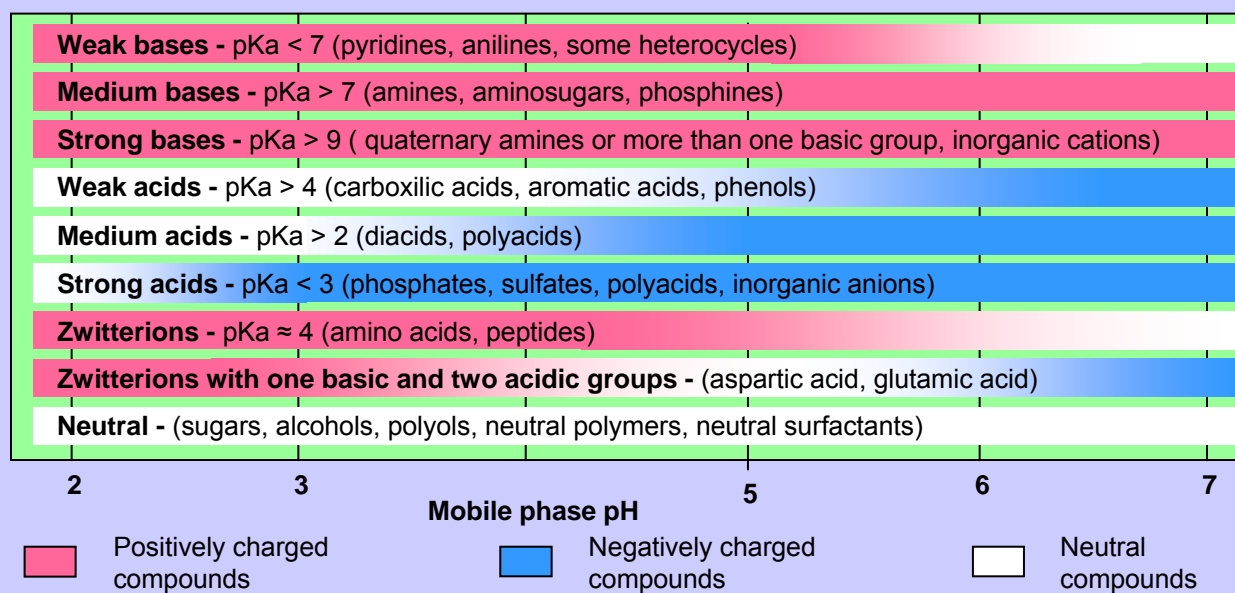 Weak bases - pKa < 7 (pyridines, anilines, some heterocycles)
Medium bases - pKa > 7 (amines, aminosugars, phosphines)
Strong bases - pKa > 9 ( quaternary amines or more than one basic group, inorganic cations)
Weak acids - pKa > 4 (carboxilic acids, aromatic acids, phenols)
Medium acids - pKa > 2 (diacids, polyacids)
Strong acids - pKa < 3 (phosphates, sulfates, polyacids, inorganic anions)
Zwitterions - pKa ≈ 4 (amino acids, peptides)
Zwitterions with one basic and two acidic groups - (aspartic acid, glutamic acid)
Neutral - (sugars, alcohols, polyols, neutral polymers, neutral surfactants)
2 3 5 6 7
Mobile phase pH
Positively charged
compounds
Negatively charged
compounds
Neutral
compounds